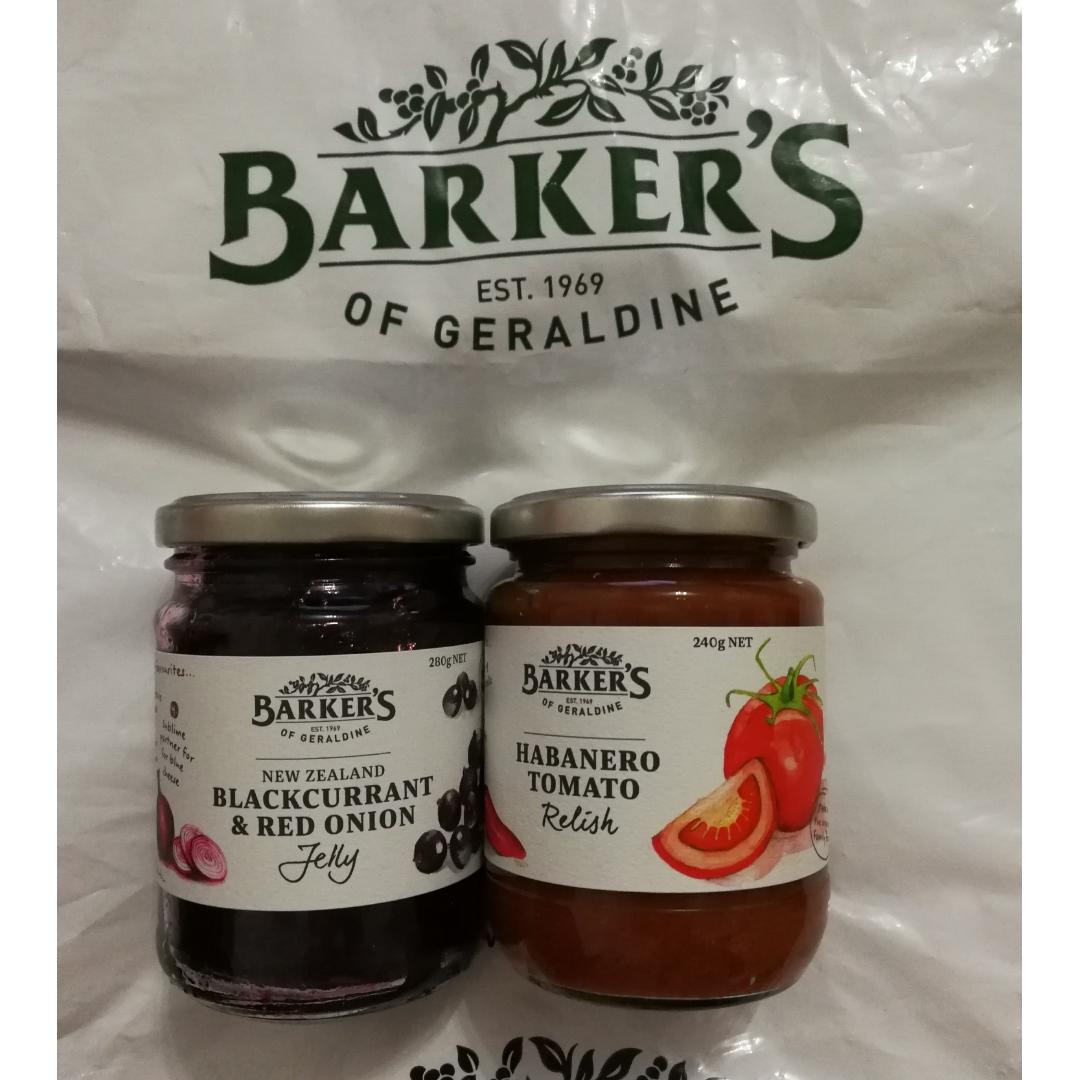 BARKER'S
EST. 1969
OF GERALDINE
280g NET
BARKER'S
EST. 1969
OF GERALDINE
NEW ZEALAND
BLACKCURRANT
& RED ONION
Jelly
sublime
partner for
for blue
cheese
240g NET
BARKER'S
EST. 1969
OF GERALDINE
HABANERO
TOMATO
Relish